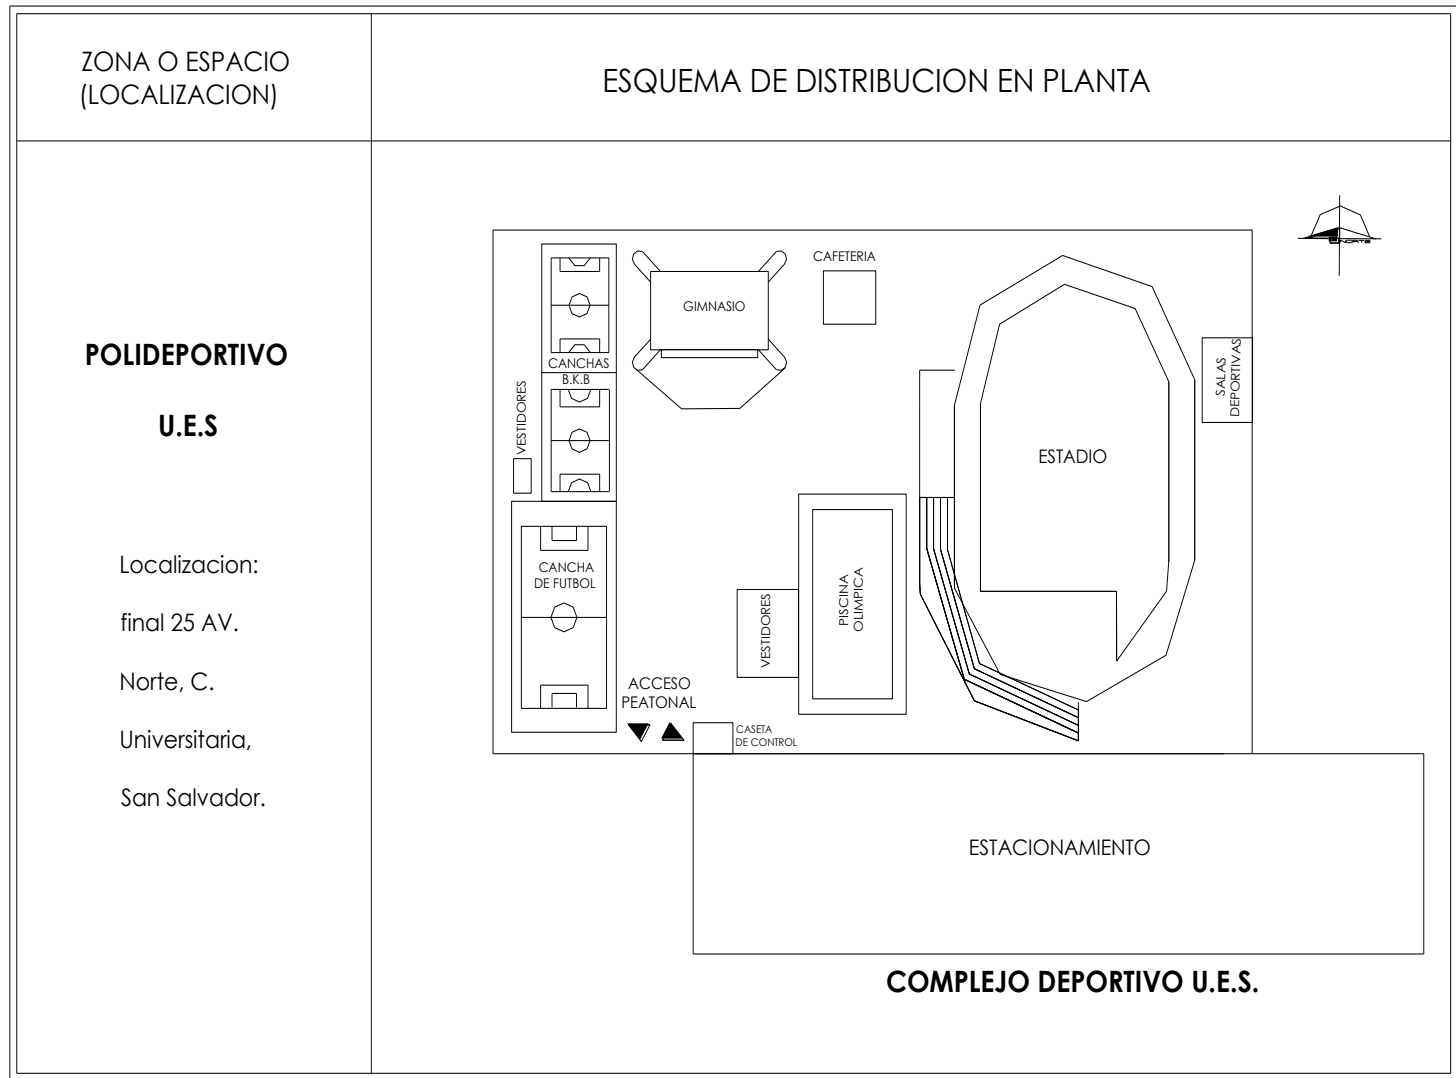 ZONA O ESPACIO
(LOCALIZACION)
ESQUEMA DE DISTRIBUCION EN PLANTA
POLIDEPORTIVO
U.E.S
Localizacion:
final 25 AV.
Norte, C.
Universitaria,
San Salvador.
NORTE
CAFETERIA
GIMNASIO
CANCHAS
B.K.B
VESTIDORES
SALAS
DEPORTIVAS
ESTADIO
CANCHA
DE FUTBOL
PISCINA
OLIMPICA
VESTIDORES
ACCESO
PEATONAL
CASETA
DE CONTROL
ESTACIONAMIENTO
COMPLEJO DEPORTIVO U.E.S.